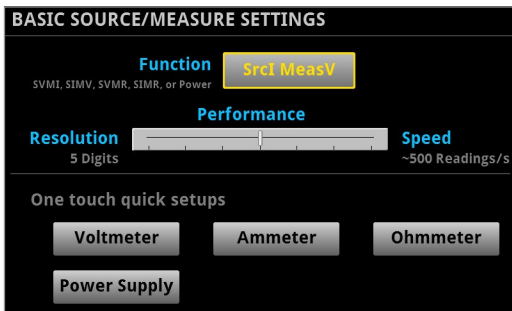 BASIC SOURCE/MEASURE SETTINGS
Function
SrcI MeasV
SVMI, SIMV, SVMR, SIMR, or Power
Performance
Resolution
Speed
5 Digits
~500 Readings/s
One touch quick setups
Voltmeter
Ammeter
Ohmmeter
Power Supply